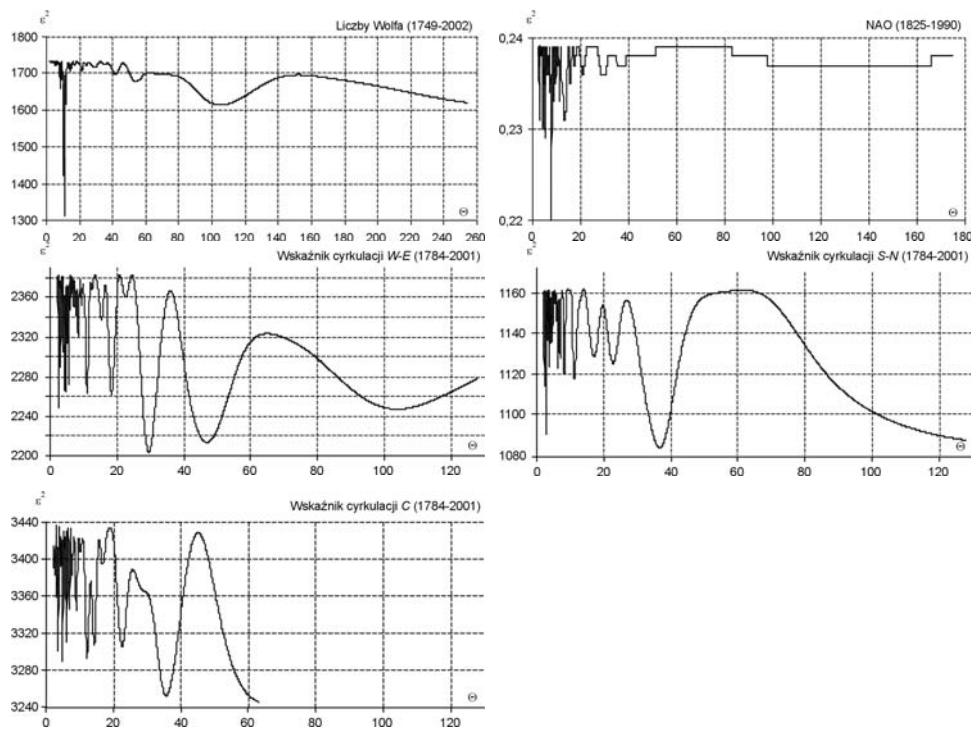 ε²
Liczby Wolfa (1749-2002)
1800
1700
1600
1500
1400
1300
Θ
0 20 40 60 80 100 120 140 160 180 200 220 240 260
ε²
NAO (1825-1990)
0,24
0,23
0,22
Θ
0 20 40 60 80 100 120 140 160 180
ε²
Wskaźnik cyrkulacji W-E (1784-2001)
2360
2320
2280
2240
2200
Θ
0 20 40 60 80 100 120
ε²
Wskaźnik cyrkulacji S-N (1784-2001)
1160
1140
1120
1100
1080
Θ
0 20 40 60 80 100 120
ε²
Wskaźnik cyrkulacji C (1784-2001)
3440
3400
3360
3320
3280
3240
Θ
0 20 40 60 80 100 120